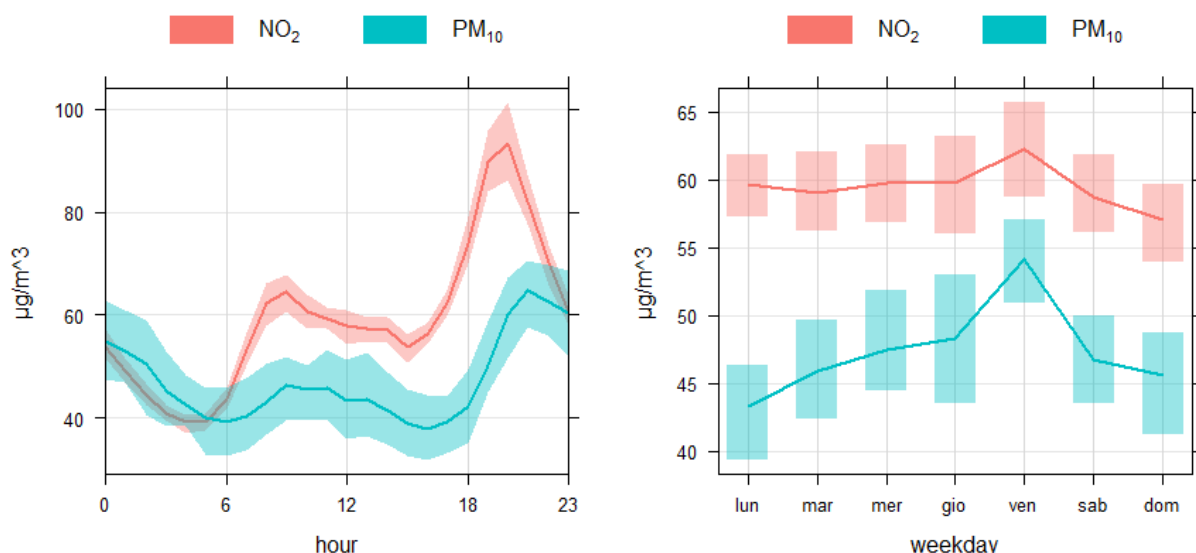 NO₂ PM₁₀
µg/m^3
100
80
60
40
0 6 12 18 23
hour
NO₂ PM₁₀
µg/m^3
65
60
55
50
45
40
lun mar mer gio ven sab dom
weekday